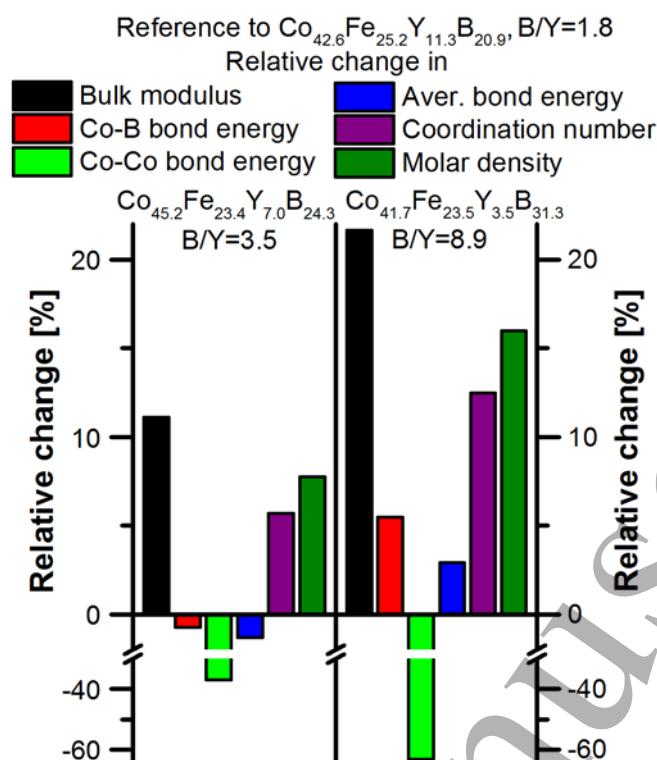 Reference to Co42.6Fe25.2Y11.3B20.9, B/Y=1.8
Relative change in
Bulk modulus
Aver. bond energy
Co-B bond energy
Coordination number
Co-Co bond energy
Molar density
Co45.2Fe23.4Y7.0B24.3
Co41.7Fe23.5Y3.5B31.3
B/Y=3.5
B/Y=8.9
20
20
Relative change [%]
Relative change [%]
10
10
0
0
-40
-40
-60
-60